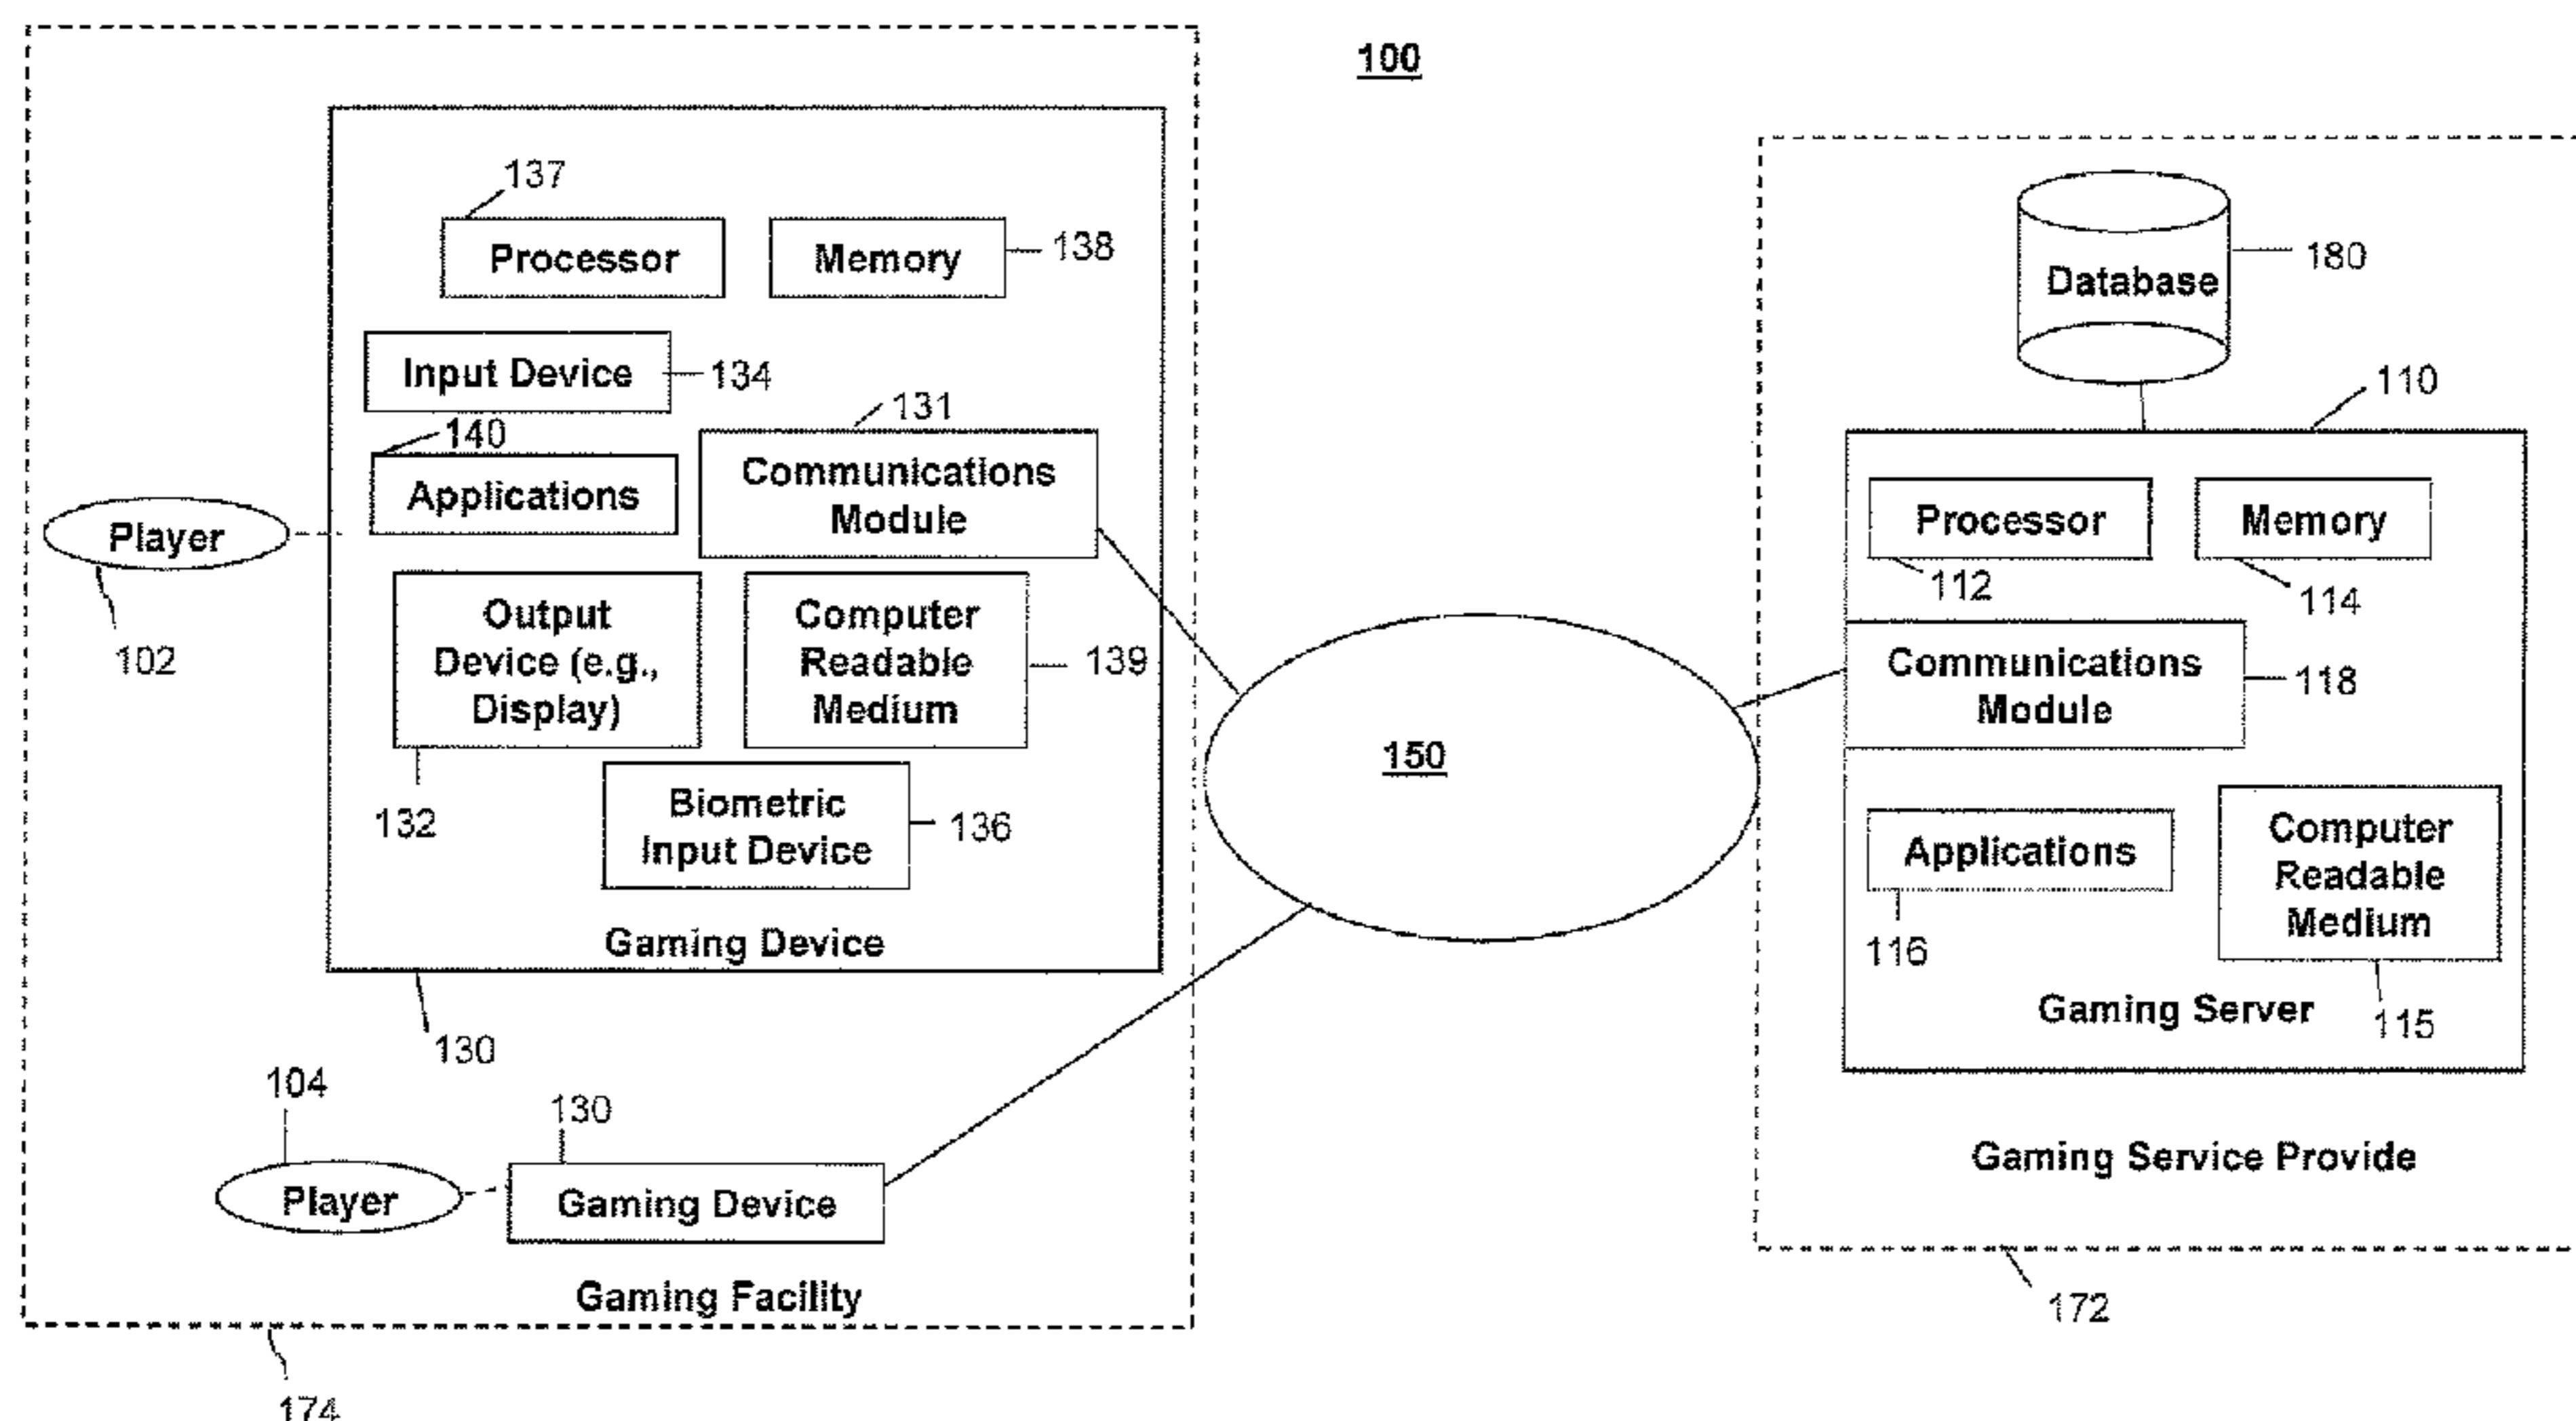 100
137
Processor
Memory
138
Input Device
134
140
131
Applications
Communications
Module
Player
102
Output
Device (e.g.,
Display)
132
Computer
Readable
Medium
139
Biometric
Input Device
136
Gaming Device
130
104
Player
130
Gaming Device
Gaming Facility
174
150
Database
180
110
Processor
112
Memory
114
Communications
Module
118
Applications
116
Computer
Readable
Medium
115
Gaming Server
Gaming Service Provide
172